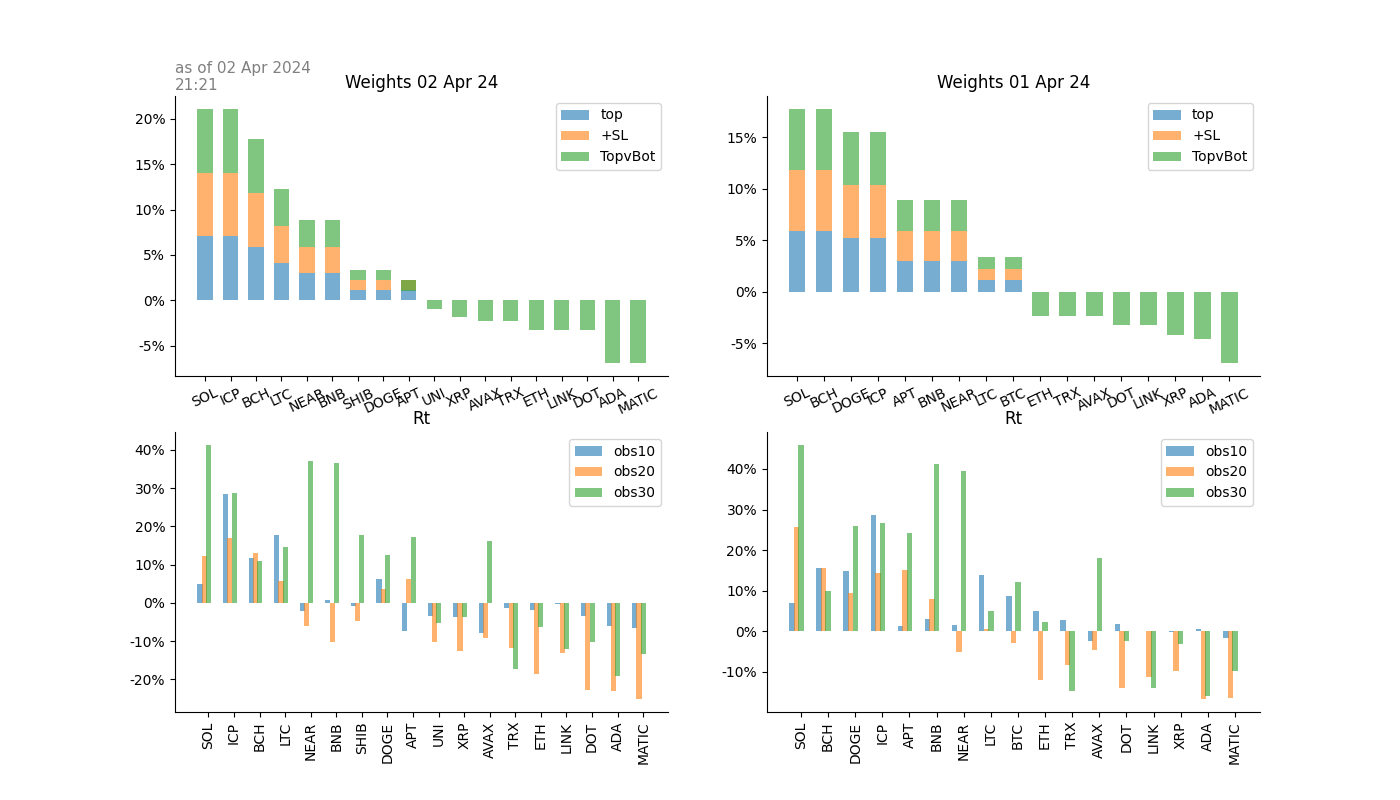 as of 02 Apr 2024
21:21
Weights 02 Apr 24
20%
15%
10%
5%
0%
-5%
top
+SL
TopvBot
SOL ICP BCH LTC NEAR BNB SHIB DOGE APT UNI XRP AVAX TRX ETH LINK DOT ADA MATIC
Weights 01 Apr 24
15%
10%
5%
0%
-5%
top
+SL
TopvBot
SOL BCH DOGE ICP APT BNB NEAR LTC BTC ETH TRX AVAX DOT LINK XRP ADA MATIC
Rt
40%
30%
20%
10%
0%
-10%
-20%
obs10
obs20
obs30
SOL ICP BCH LTC NEAR BNB SHIB DOGE APT UNI XRP AVAX TRX ETH LINK DOT ADA MATIC
Rt
40%
30%
20%
10%
0%
-10%
obs10
obs20
obs30
SOL BCH DOGE ICP APT BNB NEAR LTC BTC ETH TRX AVAX DOT LINK XRP ADA MATIC